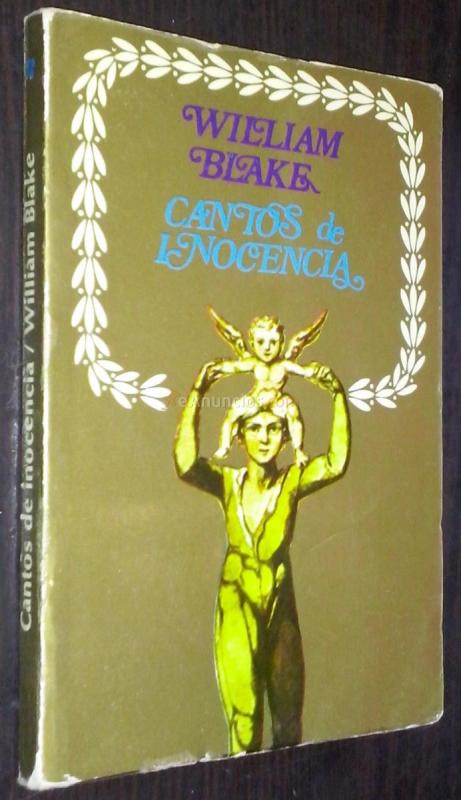 WILLIAM
BLAKE
CANTOS de
INOCENCIA
Cantos de inocencia / William Blake